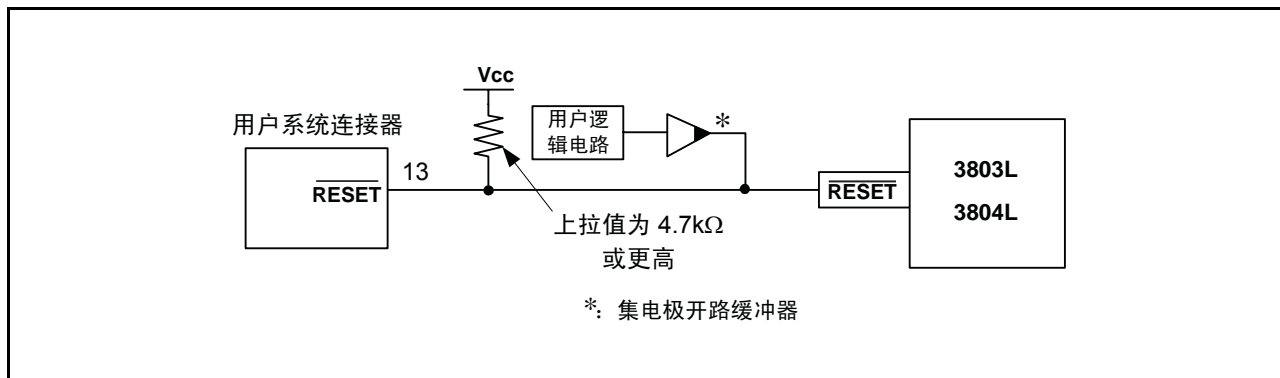 Vcc
用户系统连接器
用户逻
辑电路
*
13
RESET
RESET
3803L
3804L
上拉值为 4.7kΩ
或更高
*: 集电极开路缓冲器